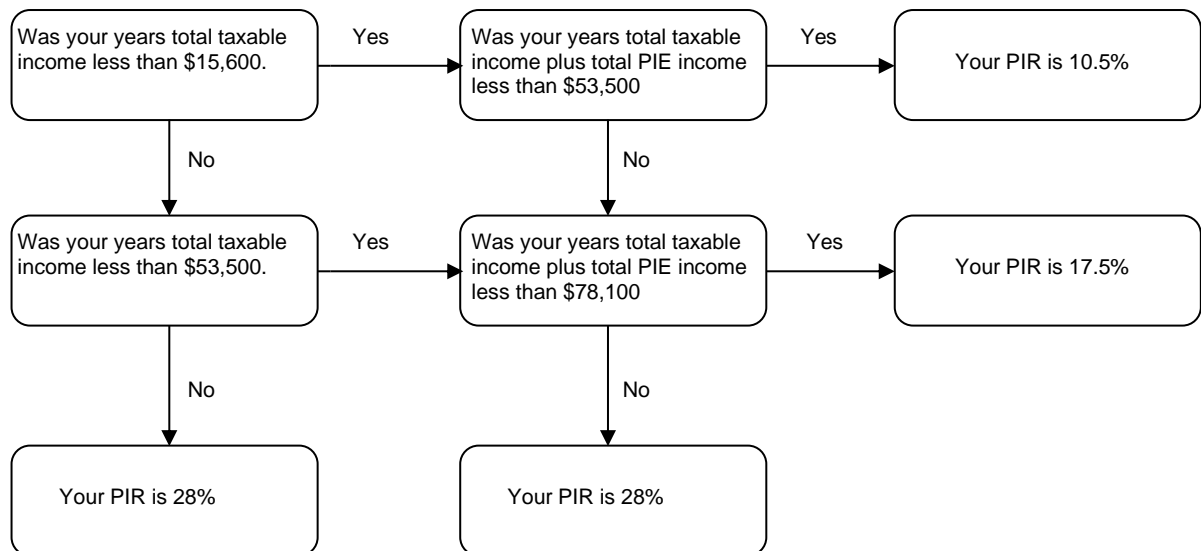 Was your years total taxable
income less than $15,600.
Yes
Was your years total taxable
income plus total PIE income
less than $53,500
Yes
Your PIR is 10.5%
No
No
Was your years total taxable
income less than $53,500.
Yes
Was your years total taxable
income plus total PIE income
less than $78,100
Yes
Your PIR is 17.5%
No
No
Your PIR is 28%
Your PIR is 28%